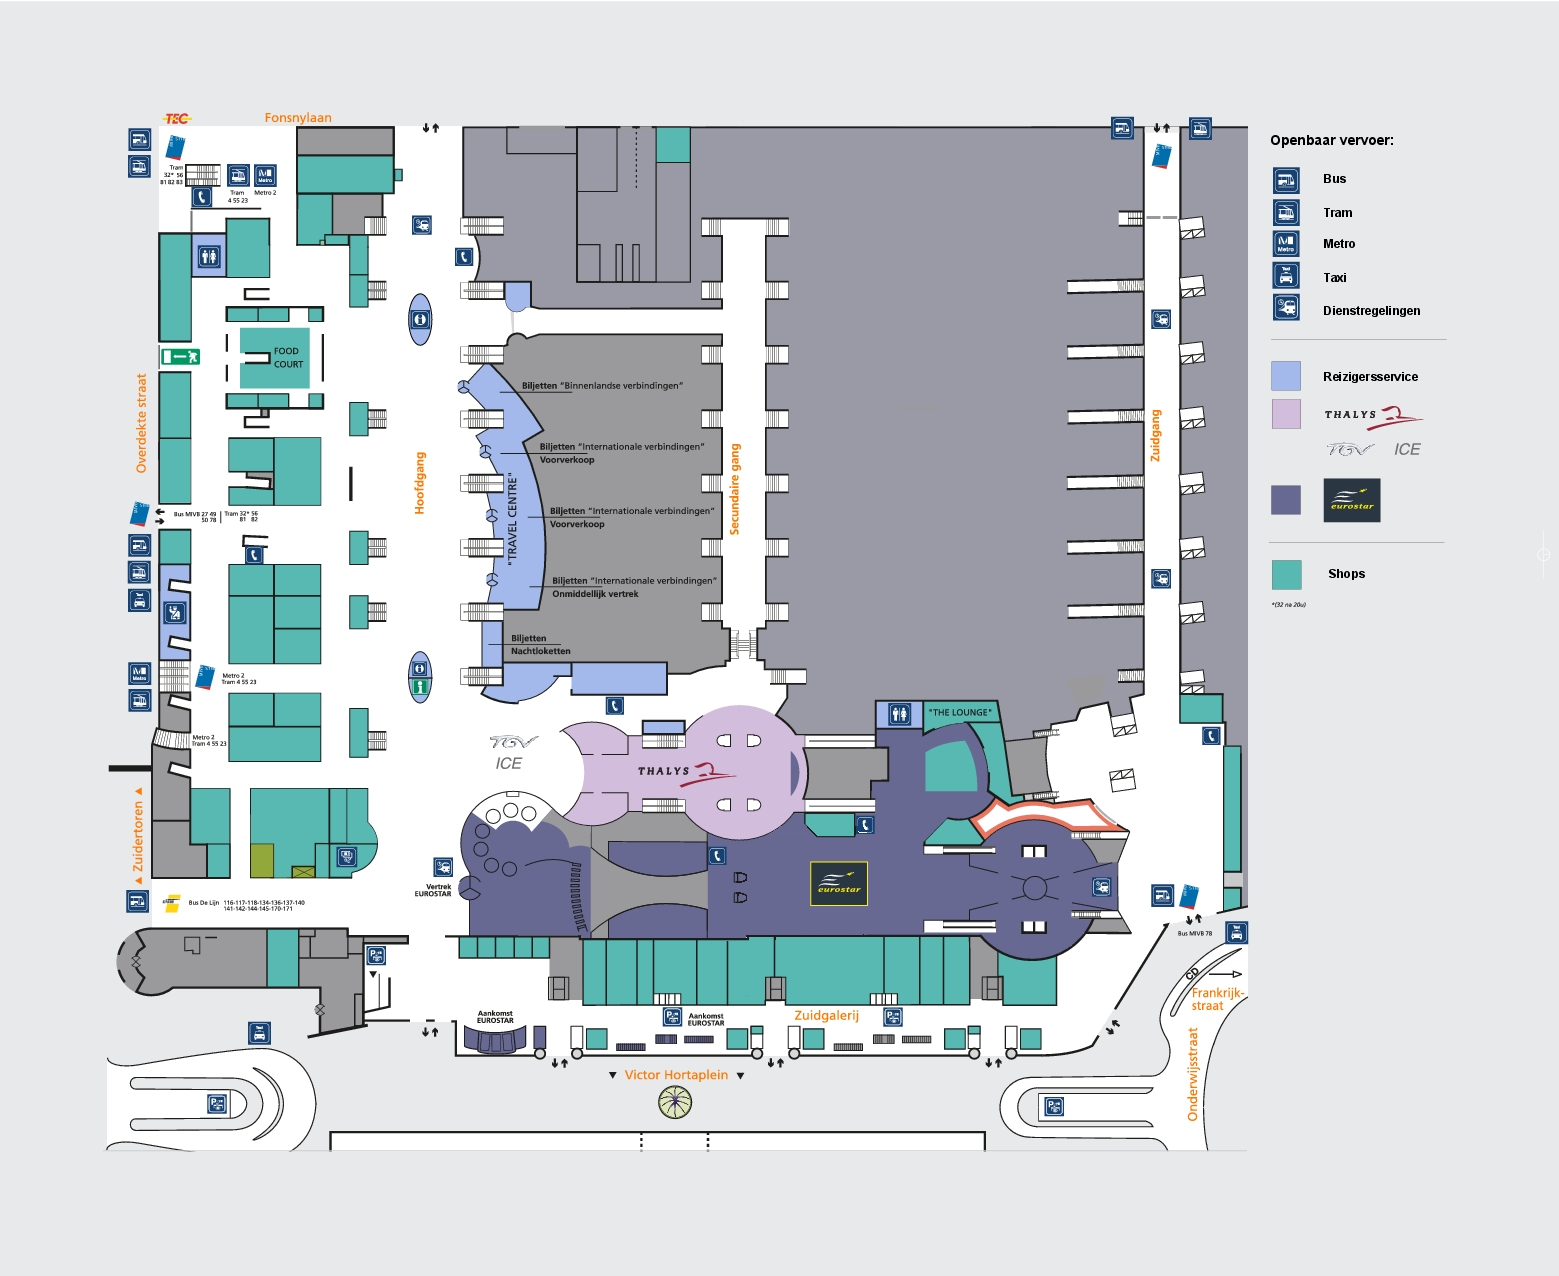 TEC
Fonsnylaan
Tram
32* 56
81 82 83
Tram
4 55 23
Metro 2
FOOD
COURT
Overdekte straat
Hoofdgang
Secundaire gang
Zuidgang
Biljetten "Binnenlandse verbindingen"
Biljetten "Internationale verbindingen"
Voorverkoop
"TRAVEL CENTRE"
Biljetten "Internationale verbindingen"
Voorverkoop
Biljetten "Internationale verbindingen"
Onmiddellijk vertrek
Biljetten
Nachtloketten
Bus MIVB 27 49
50 78
Tram 32* 56
81 82
Metro 2
Tram 4 55 23
Metro 2
Tram 4 55 23
TGV
ICE
THALYS
"THE LOUNGE"
Zuidertoren
Vertrek
EUROSTAR
eurostar
Bus De Lijn 116-117-118-134-136-137-140
141-142-144-145-170-171
Bus MIVB 78
CD
Frankrijk-
straat
Onderwijsstraat
Aankomst
EUROSTAR
Aankomst
EUROSTAR
Zuidgalerij
Victor Hortaplein
Openbaar vervoer:
Bus
Tram
Metro
Metro
Taxi
Taxi
Dienstregelingen
Reizigersservice
THALYS
TGV ICE
eurostar
Shops
*(32 na 20u)